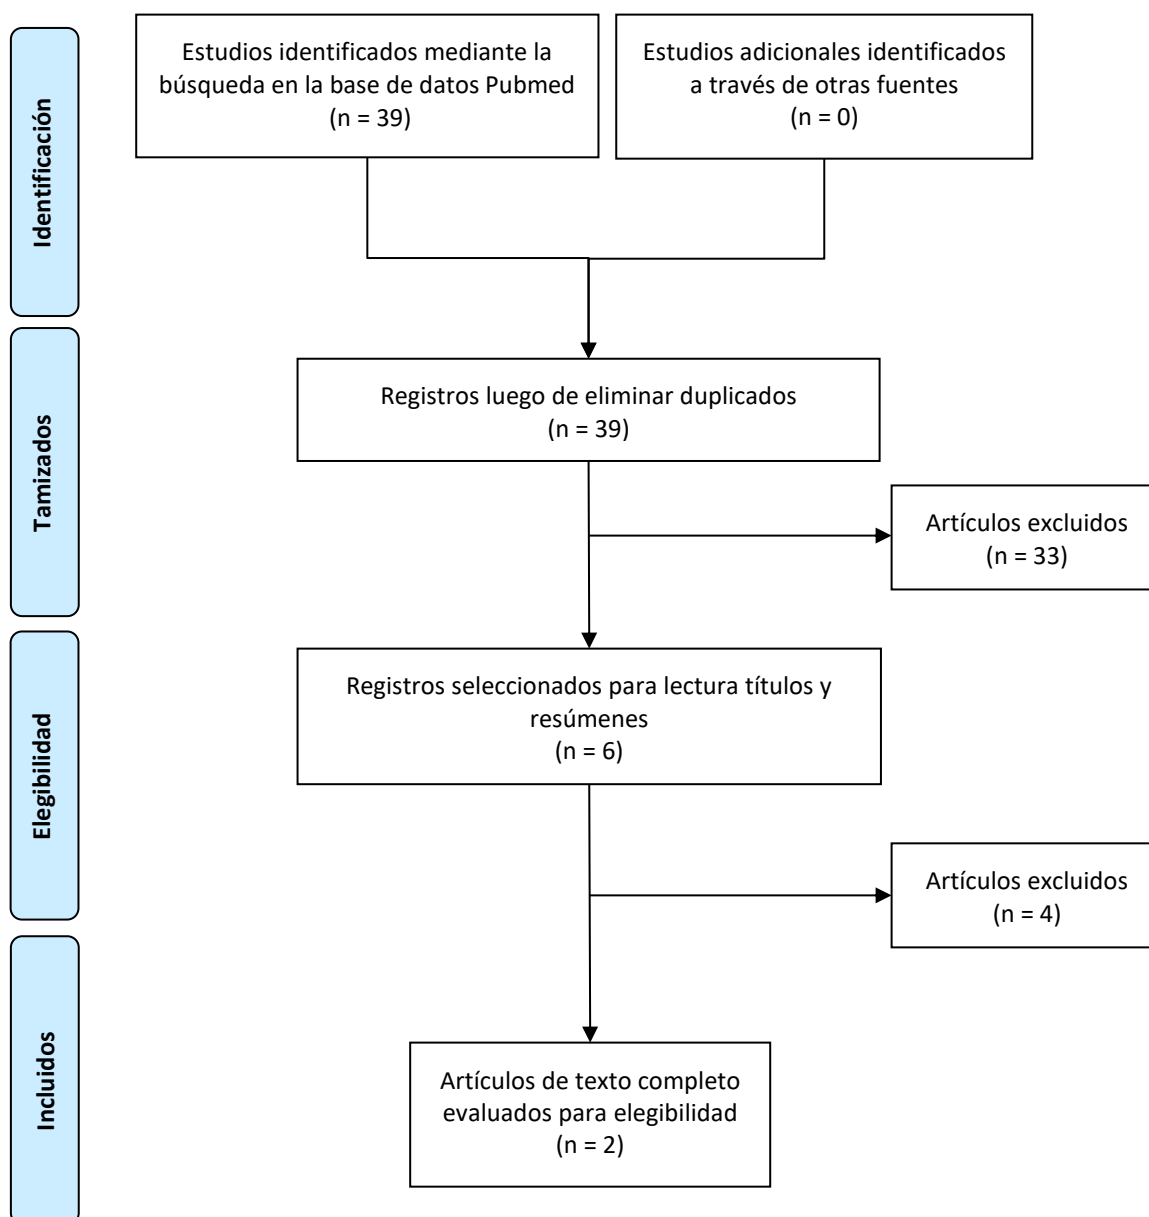 Identificación
Estudios identificados mediante la
búsqueda en la base de datos Pubmed
(n = 39)
Estudios adicionales identificados
a través de otras fuentes
(n = 0)
Tamizados
Registros luego de eliminar duplicados
(n = 39)
Artículos excluidos
(n = 33)
Elegibilidad
Registros seleccionados para lectura títulos y
resúmenes
(n = 6)
Artículos excluidos
(n = 4)
Incluidos
Artículos de texto completo
evaluados para elegibilidad
(n = 2)